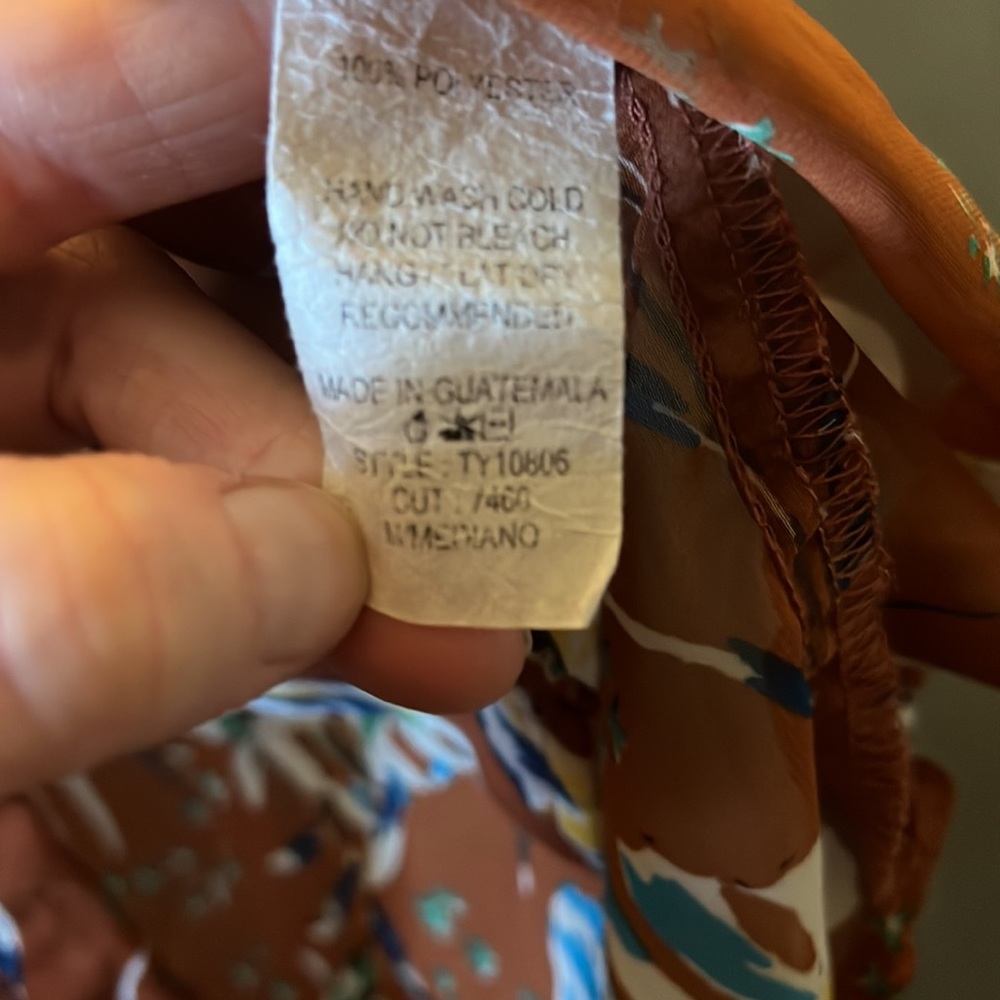 100% POLYESTER
HAND WASH COLD
DO NOT BLEACH
HANG / FLAT DRY
RECOMMENDED
MADE IN GUATEMALA
STYLE : TY10606
CUT : 7460
M/MEDIANO